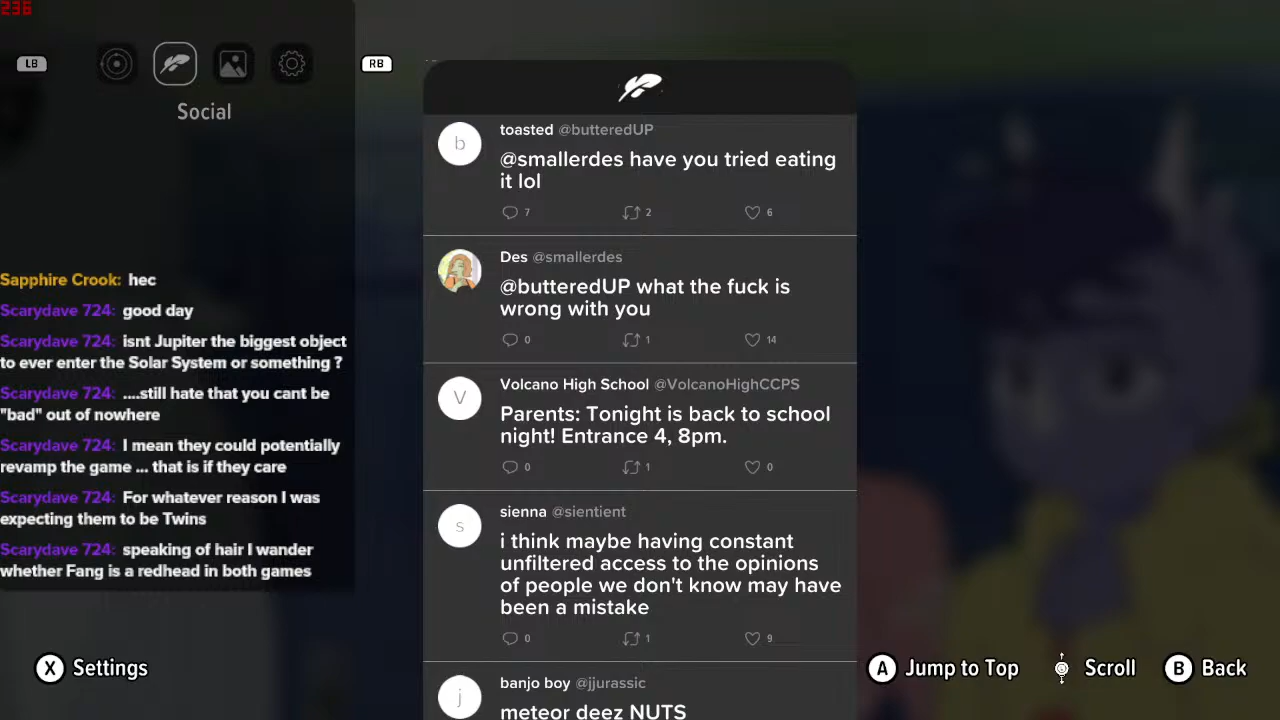 236
LB
RB
Social
Sapphire Crook: hec
Scarydave 724: good day
Scarydave 724: isnt Jupiter the biggest object
to ever enter the Solar System or something ?
Scarydave 724: ....still hate that you cant be
"bad" out of nowhere
Scarydave 724: I mean they could potentially
revamp the game ... that is if they care
Scarydave 724: For whatever reason I was
expecting them to be Twins
Scarydave 724: speaking of hair I wander
whether Fang is a redhead in both games
X Settings
b
toasted @butteredUP
@smallerdes have you tried eating
it lol
7 2 6
Des @smallerdes
@butteredUP what the fuck is
wrong with you
0 1 14
V
Volcano High School @VolcanoHighCCPS
Parents: Tonight is back to school
night! Entrance 4, 8pm.
0 1 0
s
sienna @sientient
i think maybe having constant
unfiltered access to the opinions
of people we don't know may have
been a mistake
0 1 9
j
banjo boy @jjurassic
meteor deez NUTS
A Jump to Top
Scroll
B Back